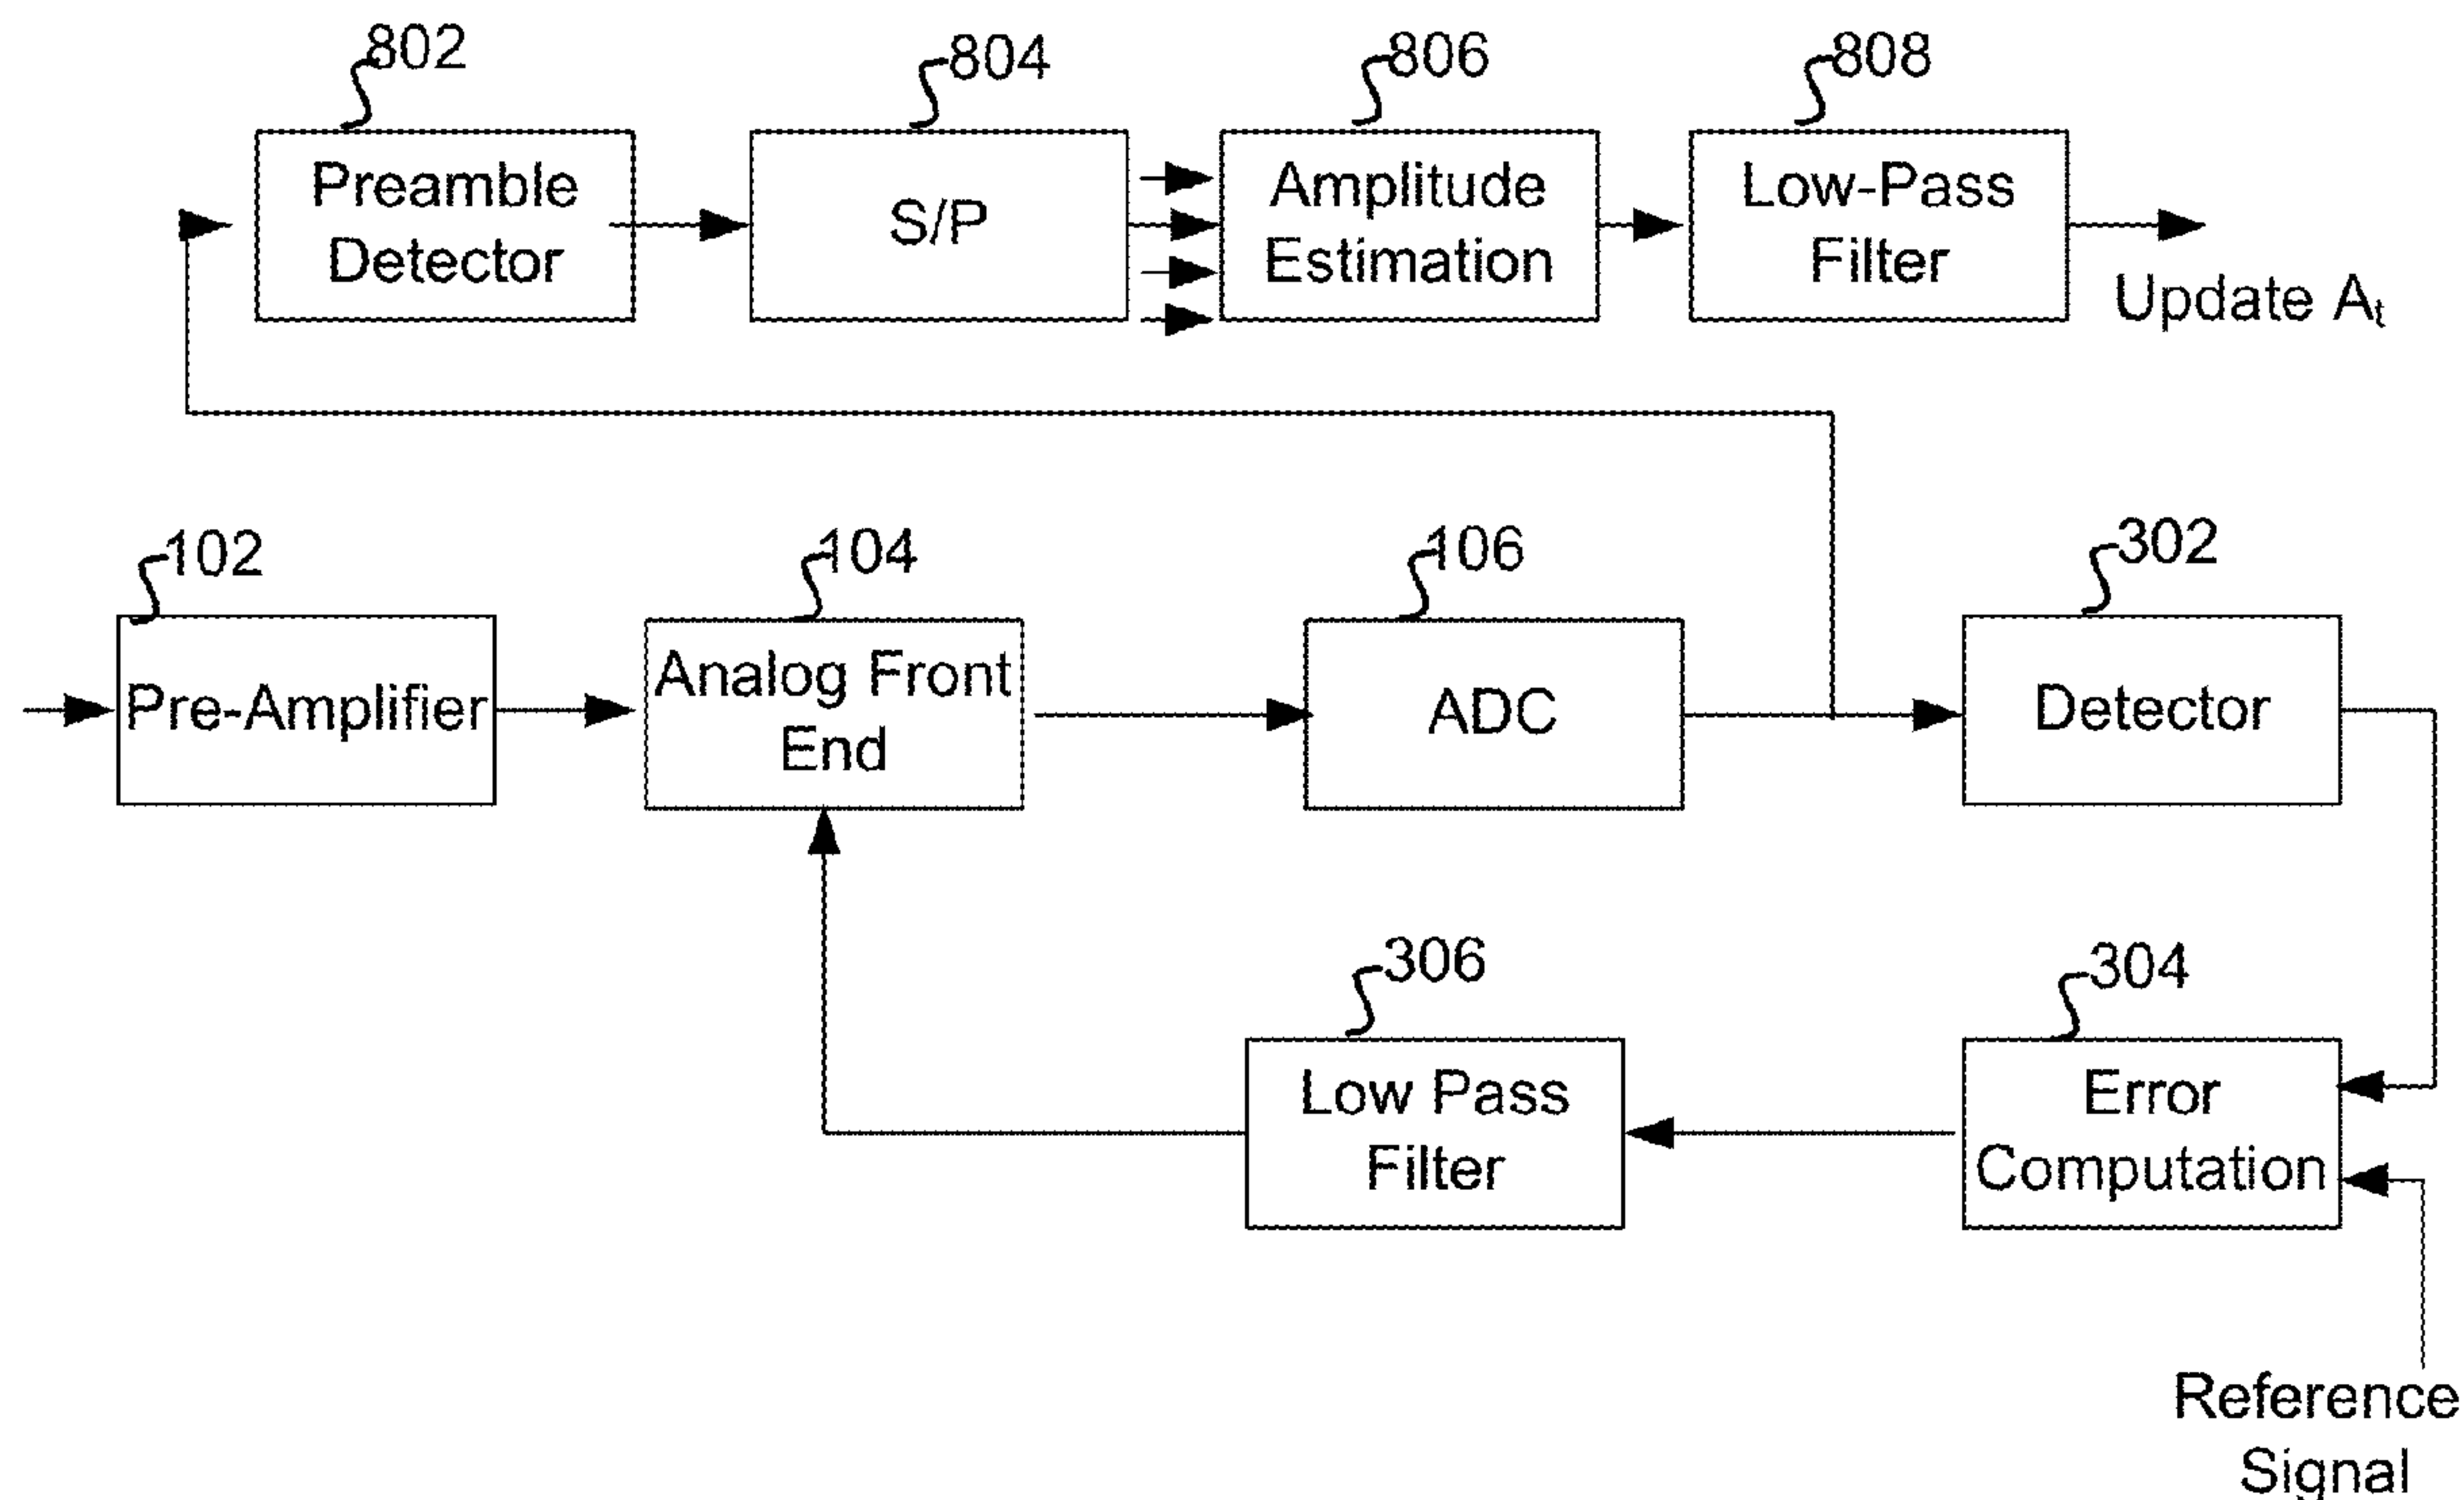 802
804
806
808
Preamble
Detector
S/P
Amplitude
Estimation
Low-Pass
Filter
Update At
102
104
106
302
Pre-Amplifier
Analog Front
End
ADC
Detector
306
304
Low Pass
Filter
Error
Computation
Reference
Signal